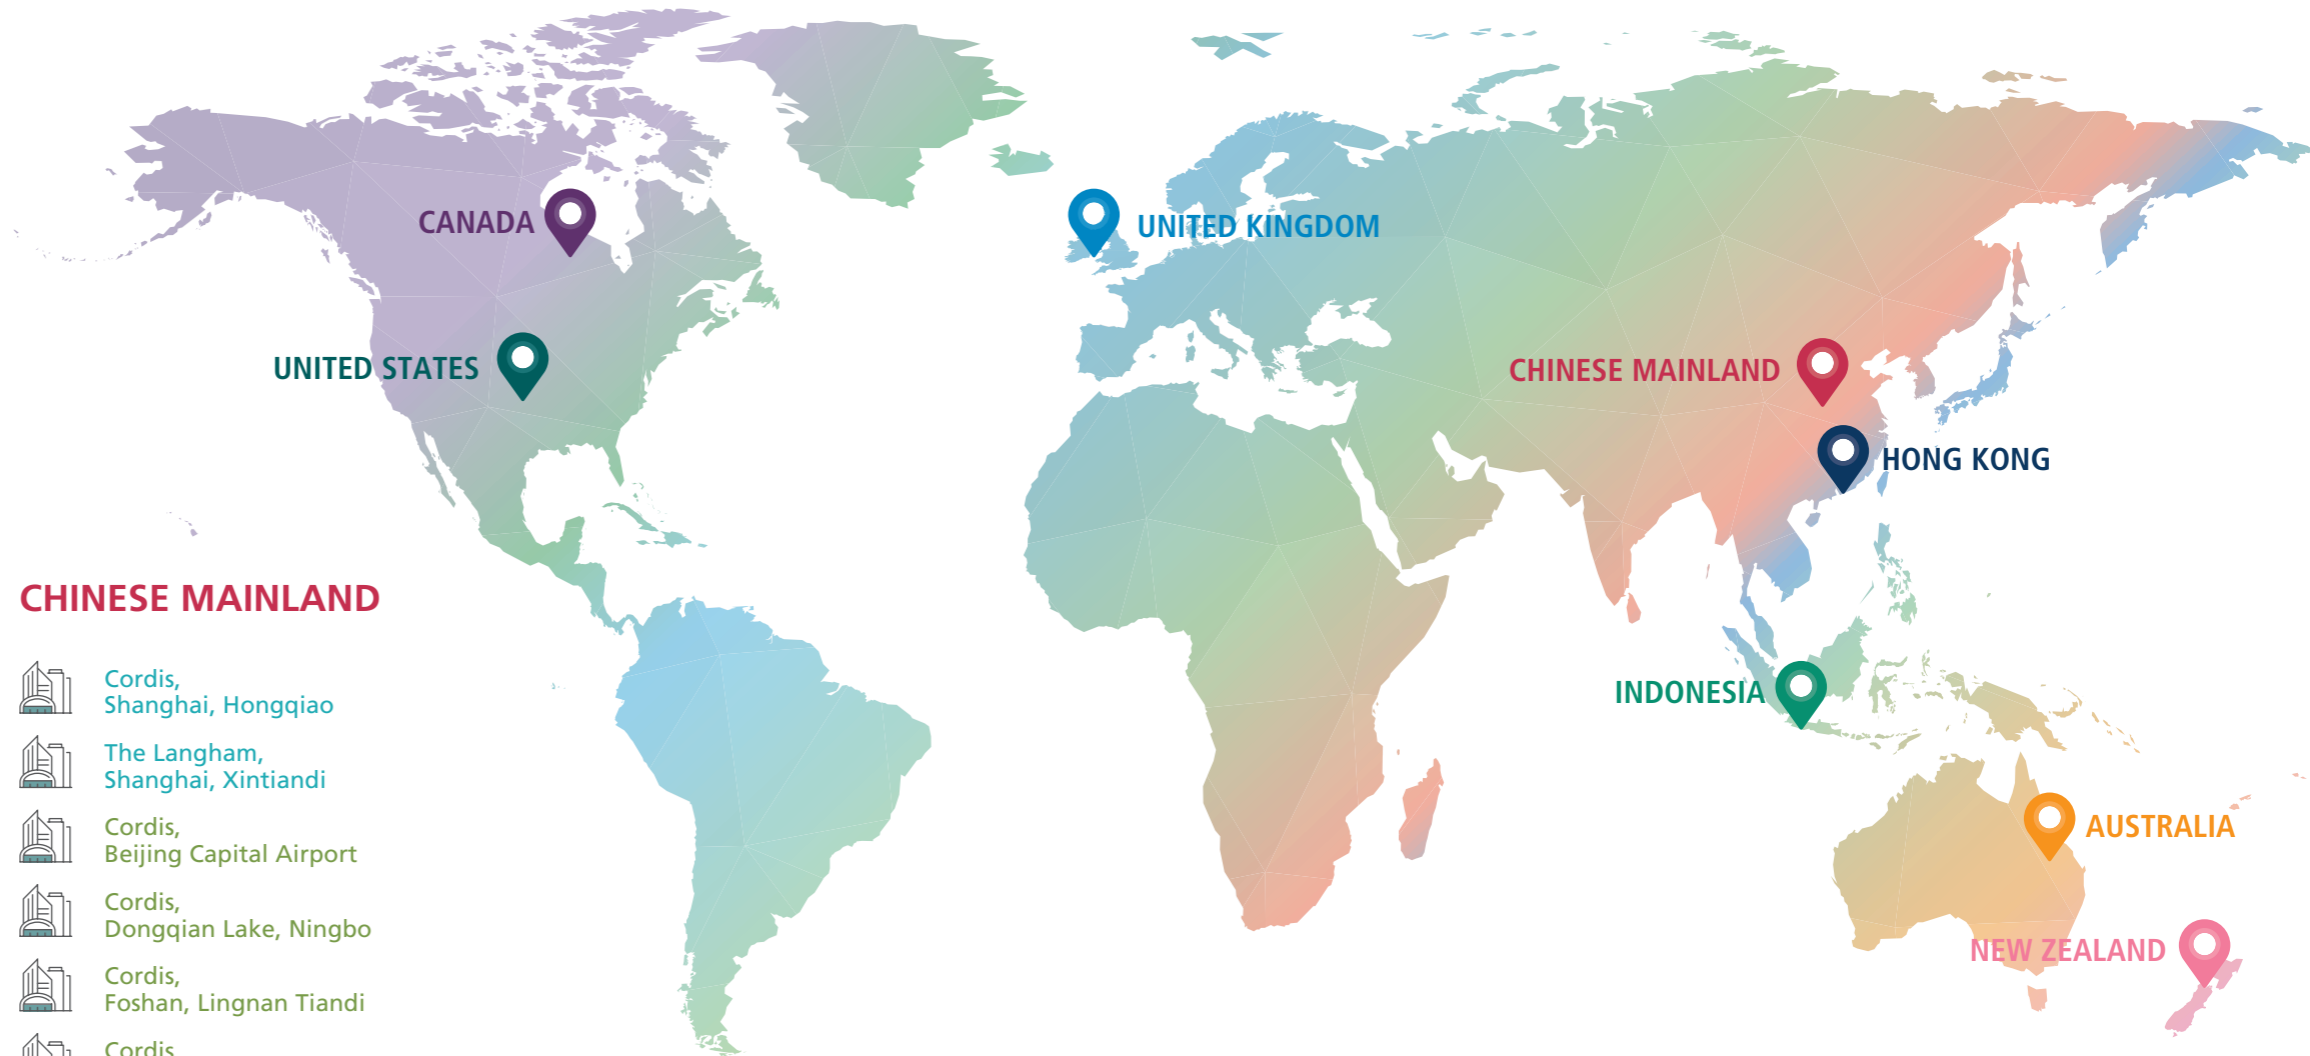 CANADA
UNITED KINGDOM
UNITED STATES
CHINESE MAINLAND
HONG KONG
INDONESIA
AUSTRALIA
NEW ZEALAND
CHINESE MAINLAND
Cordis,
Shanghai, Hongqiao
The Langham,
Shanghai, Xintiandi
Cordis,
Beijing Capital Airport
Cordis,
Dongqian Lake, Ningbo
Cordis,
Foshan, Lingnan Tiandi
Cordis